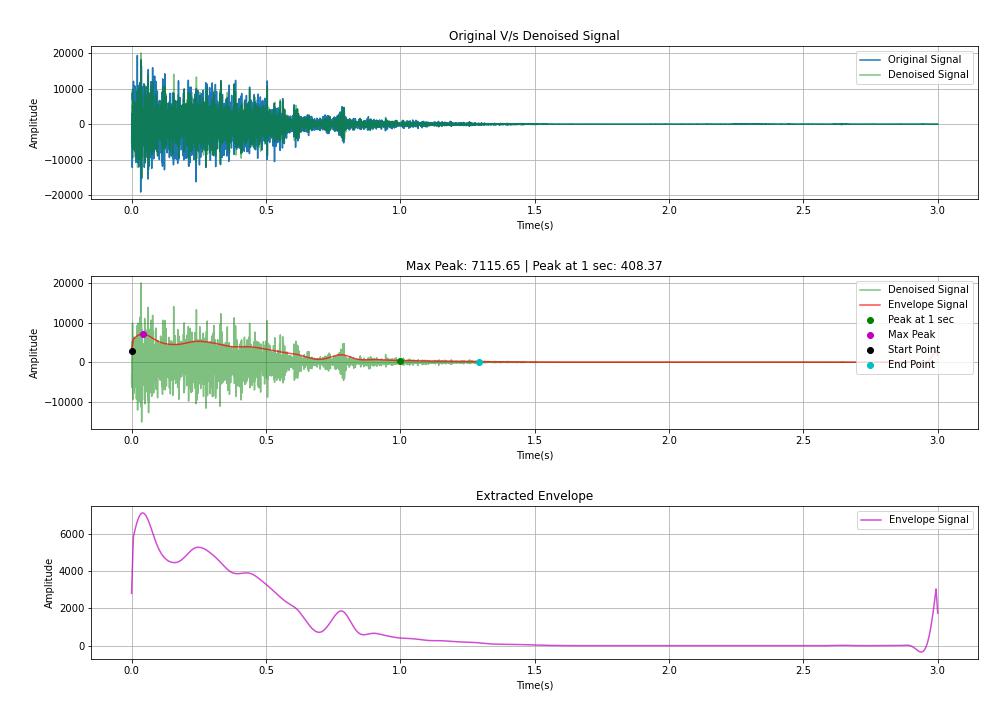 Original V/s Denoised Signal
20000
10000
0
−10000
−20000
Amplitude
Original Signal
Denoised Signal
0.0 0.5 1.0 1.5 2.0 2.5 3.0
Time(s)
Max Peak: 7115.65 | Peak at 1 sec: 408.37
20000
10000
0
−10000
Amplitude
Denoised Signal
Envelope Signal
Peak at 1 sec
Max Peak
Start Point
End Point
0.0 0.5 1.0 1.5 2.0 2.5 3.0
Time(s)
Extracted Envelope
6000
4000
2000
0
Amplitude
Envelope Signal
0.0 0.5 1.0 1.5 2.0 2.5 3.0
Time(s)